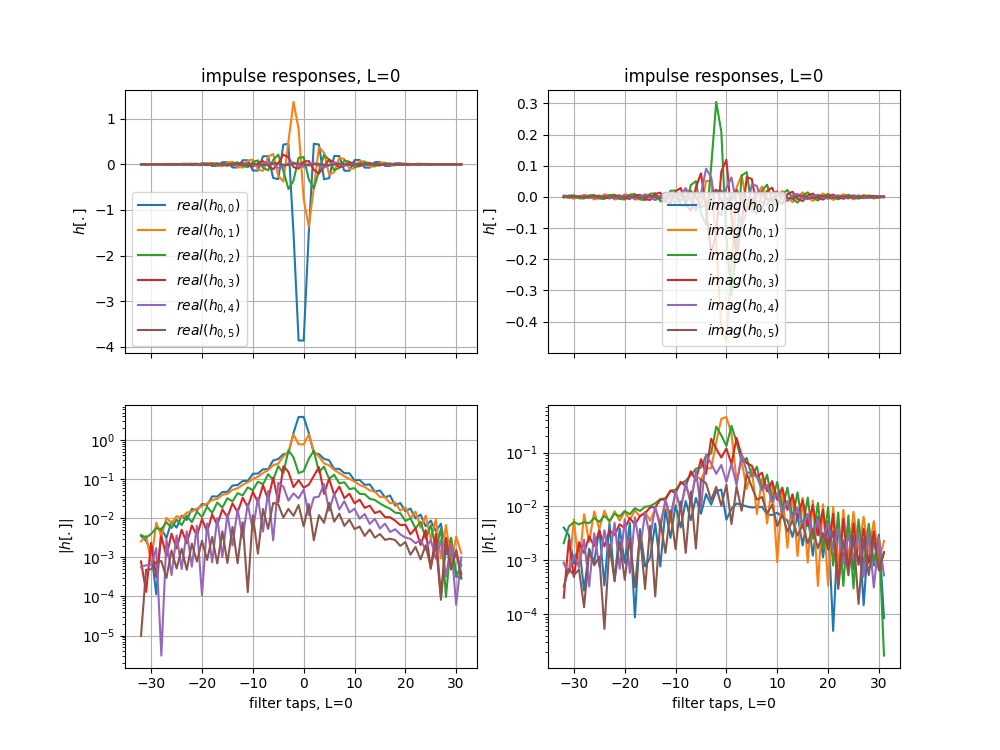 impulse responses, L=0
1
0
−1
−2
−3
−4
h[.]
real(h0,0)
real(h0,1)
real(h0,2)
real(h0,3)
real(h0,4)
real(h0,5)
impulse responses, L=0
0.3
0.2
0.1
0.0
−0.1
−0.2
−0.3
−0.4
h[.]
imag(h0,0)
imag(h0,1)
imag(h0,2)
imag(h0,3)
imag(h0,4)
imag(h0,5)
10^0
10^−1
10^−2
10^−3
10^−4
10^−5
|h[.]|
−30 −20 −10 0 10 20 30
filter taps, L=0
10^−1
10^−2
10^−3
10^−4
|h[.]|
−30 −20 −10 0 10 20 30
filter taps, L=0